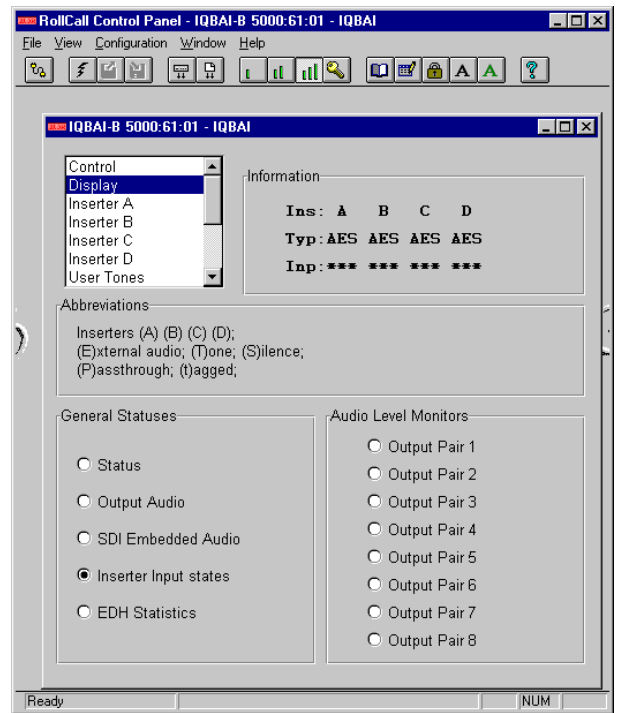 RollCall Control Panel - IQBAI-B 5000:61:01 - IQBAI
File View Configuration Window Help
A A
IQBAI-B 5000:61:01 - IQBAI
Control
Display
Inserter A
Inserter B
Inserter C
Inserter D
User Tones
Information
Ins: A B C D
Typ:AES AES AES AES
Inp:*** *** *** ***
Abbreviations
Inserters (A) (B) (C) (D);
(E)xternal audio; (T)one; (S)ilence;
(P)assthrough; (t)agged;
General Statuses
Status
Output Audio
SDI Embedded Audio
Inserter Input states
EDH Statistics
Audio Level Monitors
Output Pair 1
Output Pair 2
Output Pair 3
Output Pair 4
Output Pair 5
Output Pair 6
Output Pair 7
Output Pair 8
Ready NUM